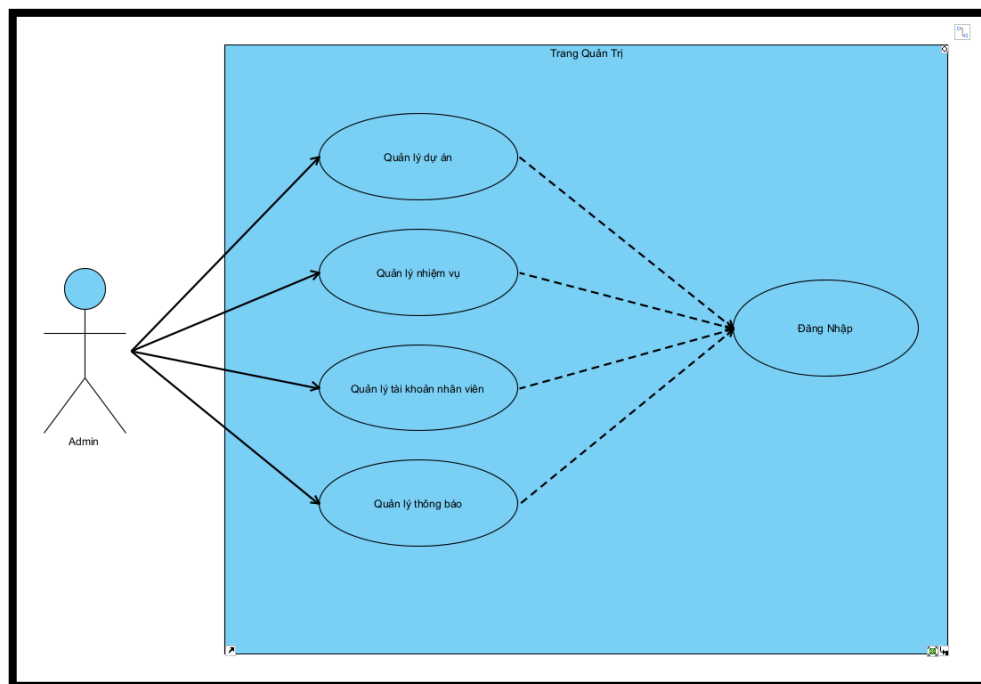 Trang Quản Trị
Quản lý dự án
Quản lý nhiệm vụ
Đăng Nhập
Quản lý tài khoản nhân viên
Admin
Quản lý thông báo